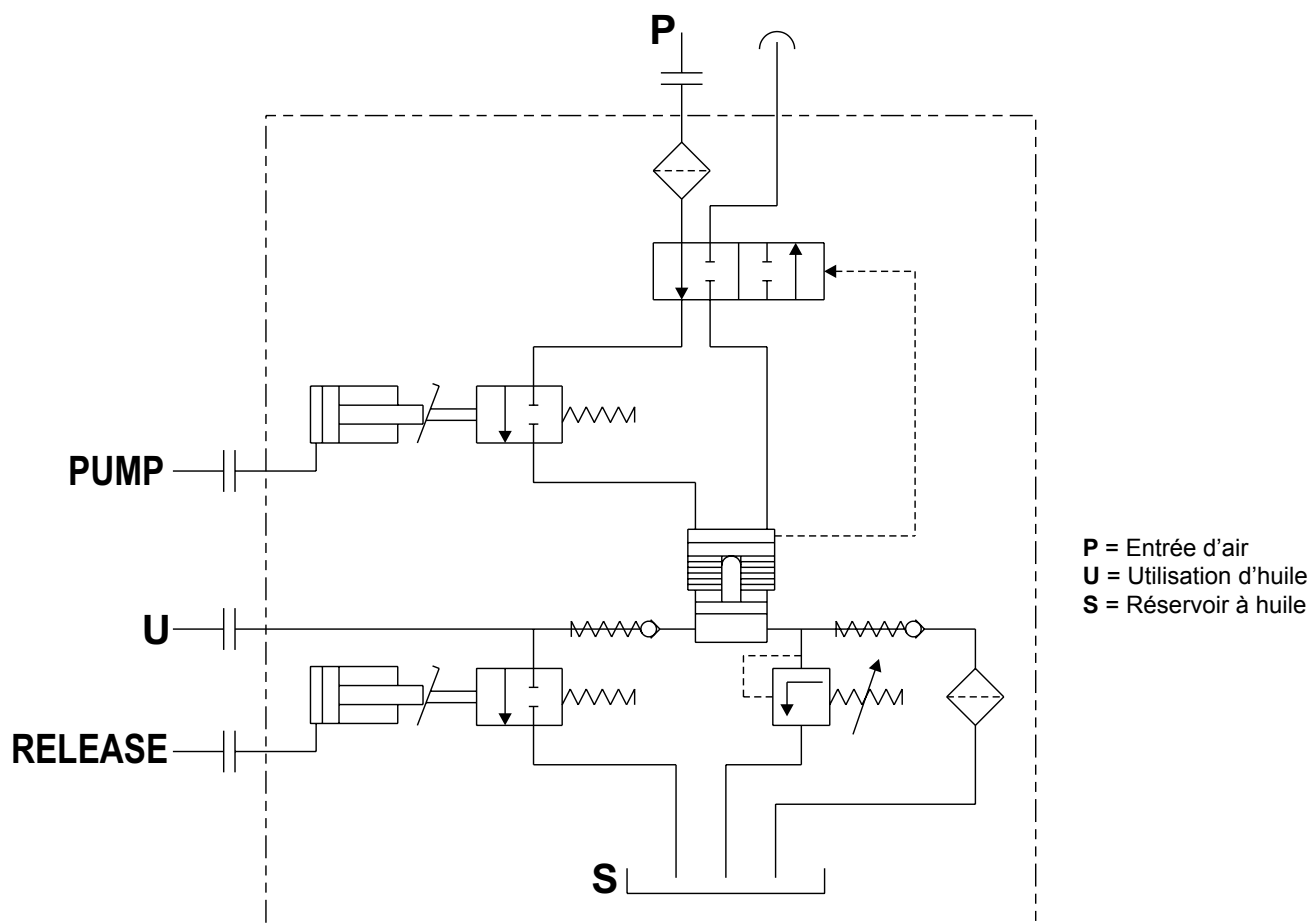 P
PUMP
P = Entrée d’air
U = Utilisation d’huile
S = Réservoir à huile
U
RELEASE
S